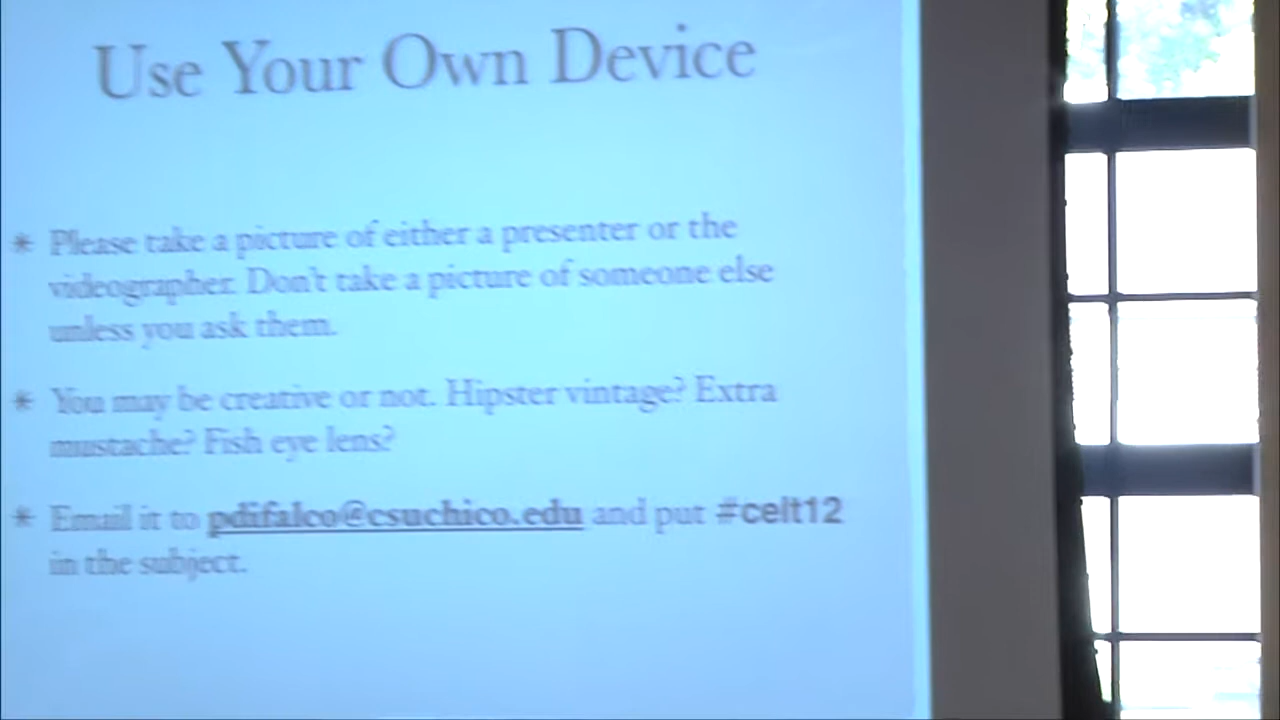 Use Your Own Device
* Please take a picture of either a presenter or the
videographer. Don't take a picture of someone else
unless you ask them.
* You may be creative or not. Hipster vintage? Extra
mustache? Fish eye lens?
* Email it to pdifalco@csuchico.edu and put #celt12
in the subject.